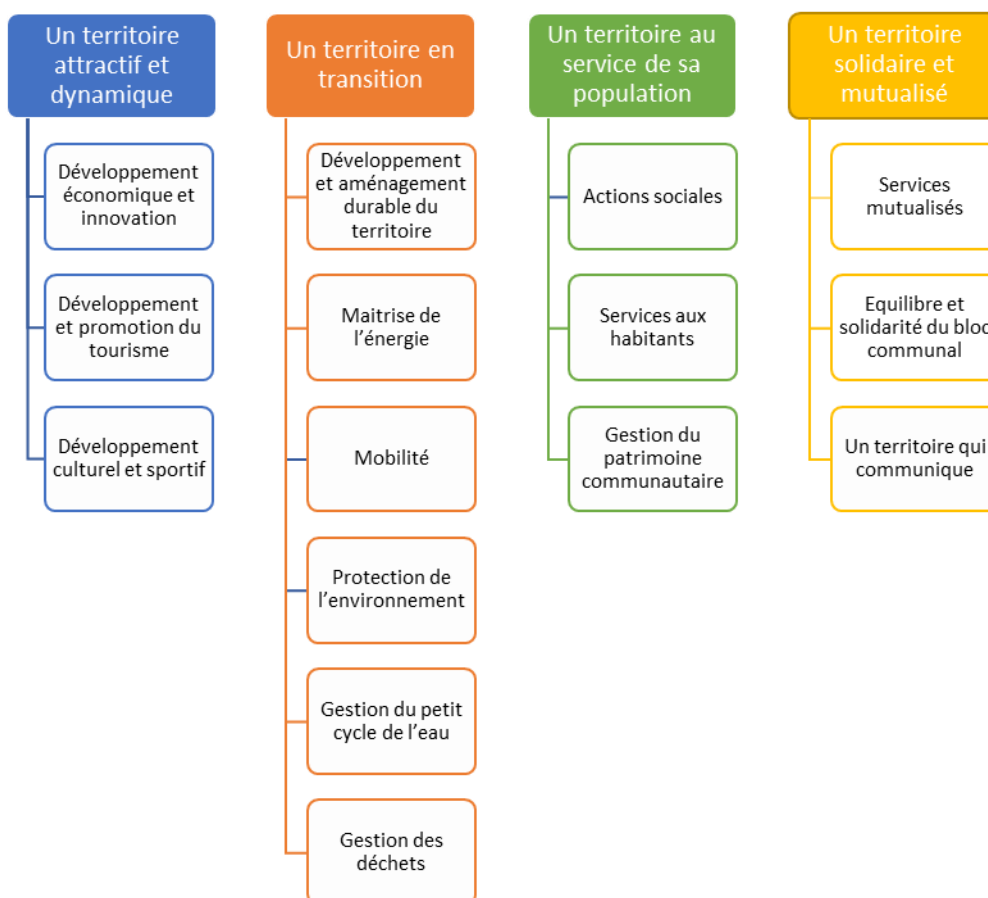 Un territoire
attractif et
dynamique
Développement
économique et
innovation
Développement
et promotion du
tourisme
Développement
culturel et sportif
Un territoire en
transition
Développement
et aménagement
durable du
territoire
Maitrise de
l'énergie
Mobilité
Protection de
l'environnement
Gestion du petit
cycle de l'eau
Gestion des
déchets
Un territoire au
service de sa
population
Actions sociales
Services aux
habitants
Gestion du
patrimoine
communautaire
Un territoire
solidaire et
mutualisé
Services
mutualisés
Equilibre et
solidarité du bloc
communal
Un territoire qui
communique